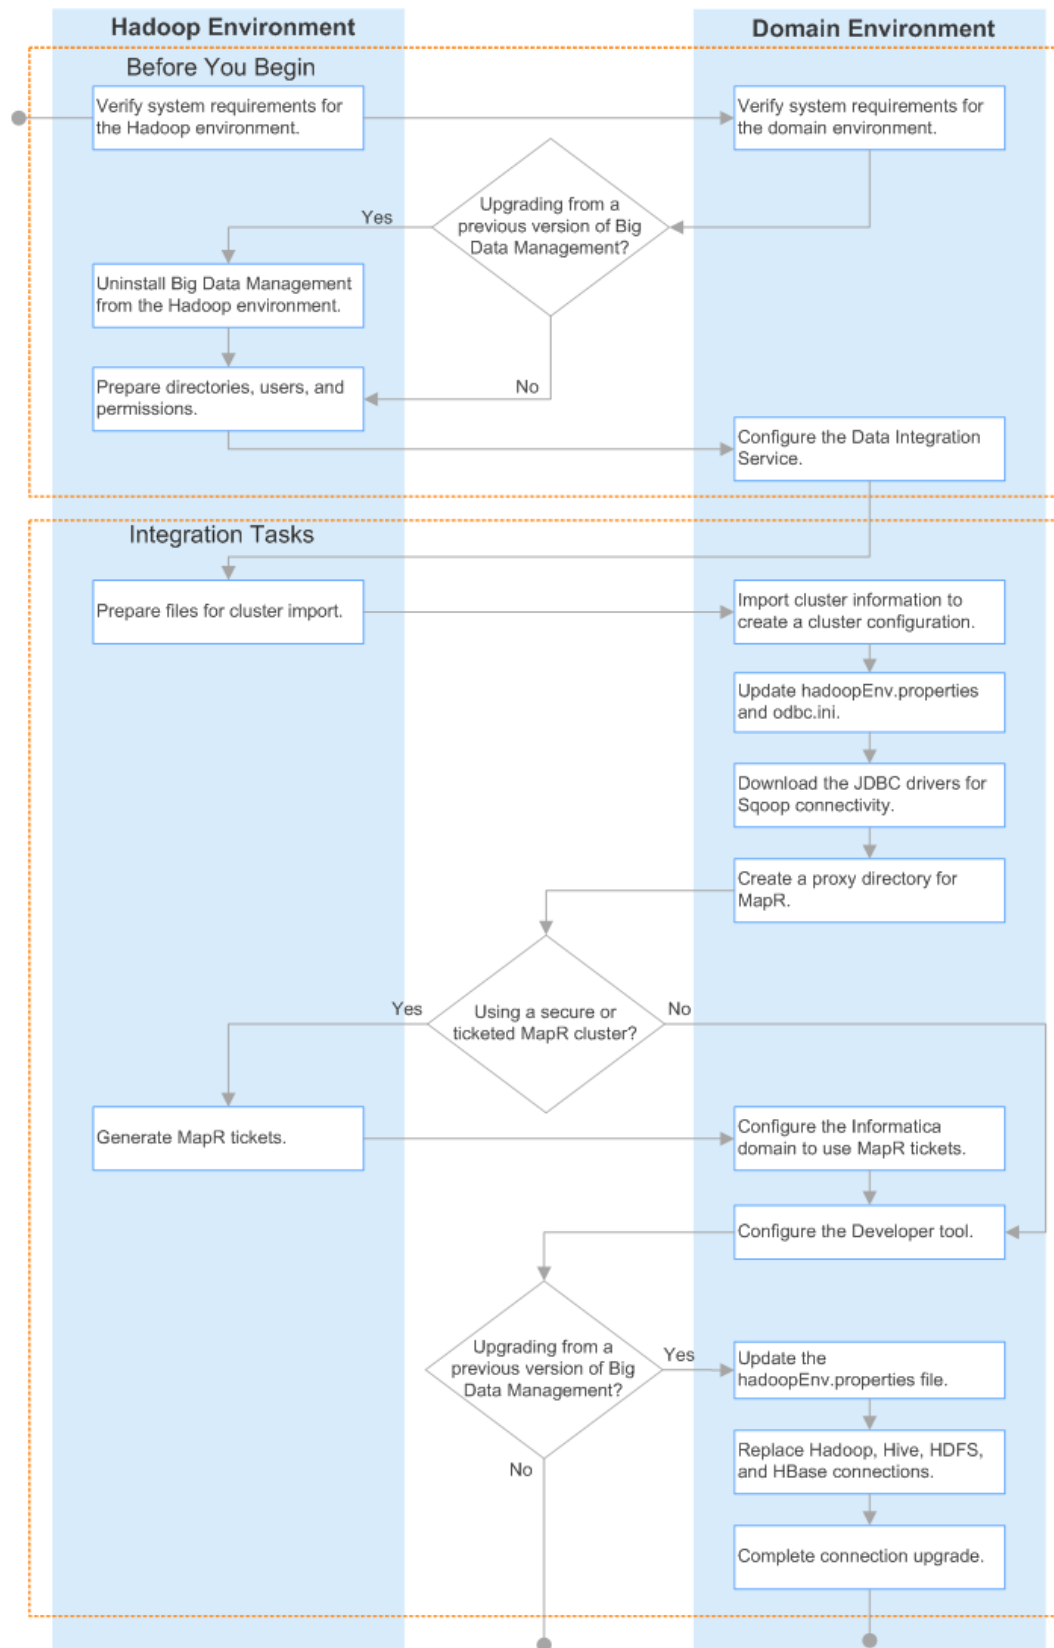 Hadoop Environment
Domain Environment
Before You Begin
Verify system requirements for
the Hadoop environment.
Verify system requirements for
the domain environment.
Upgrading from a
previous version of Big
Data Management?
Yes
Uninstall Big Data Management
from the Hadoop environment.
No
Prepare directories, users, and
permissions.
Configure the Data Integration
Service.
Integration Tasks
Prepare files for cluster import.
Import cluster information to
create a cluster configuration.
Update hadoopEnv.properties
and odbc.ini.
Download the JDBC drivers for
Sqoop connectivity.
Create a proxy directory for
MapR.
Using a secure or
ticketed MapR cluster?
Yes
No
Generate MapR tickets.
Configure the Informatica
domain to use MapR tickets.
Configure the Developer tool.
Upgrading from a
previous version of Big
Data Management?
Yes
Update the
hadoopEnv.properties file.
No
Replace Hadoop, Hive, HDFS,
and HBase connections.
Complete connection upgrade.